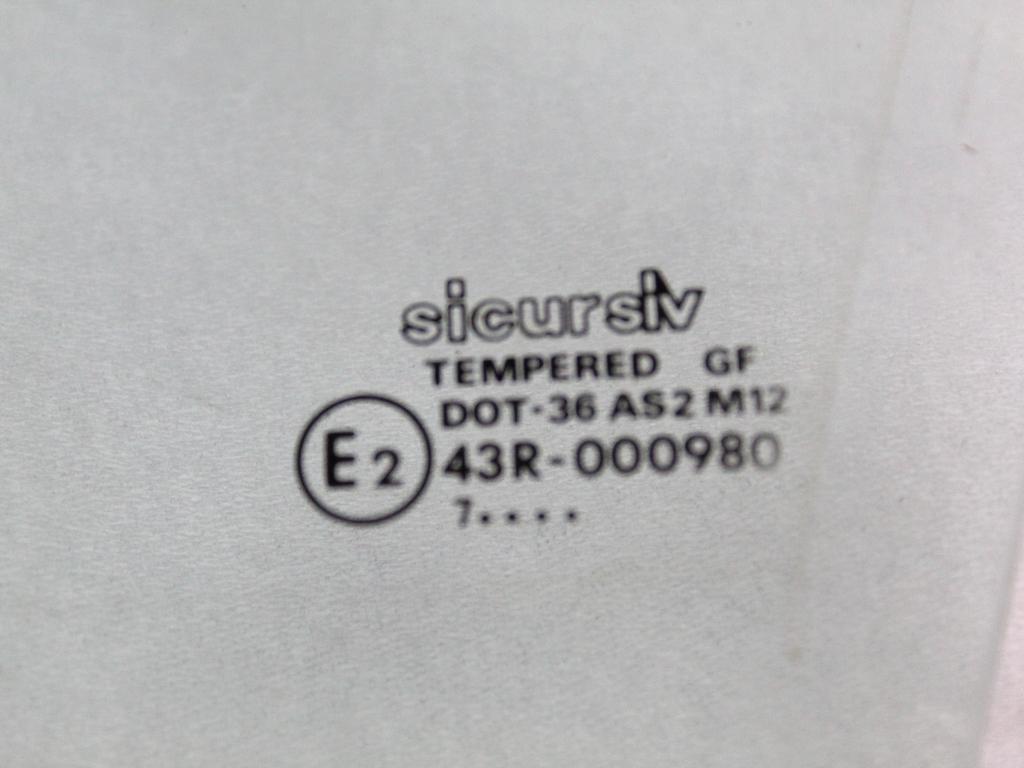 sicursiv
TEMPERED GF
DOT-36 AS2 M12
E2 43R-000980
7....